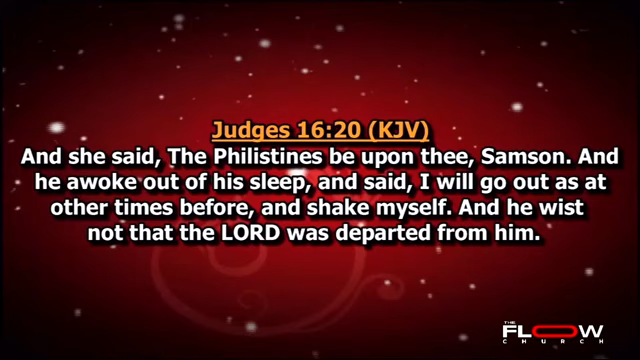 Judges 16:20 (KJV)
And she said, The Philistines be upon thee, Samson. And
he awoke out of his sleep, and said, I will go out as at
other times before, and shake myself. And he wist
not that the LORD was departed from him.
THE
FLOW
CHURCH